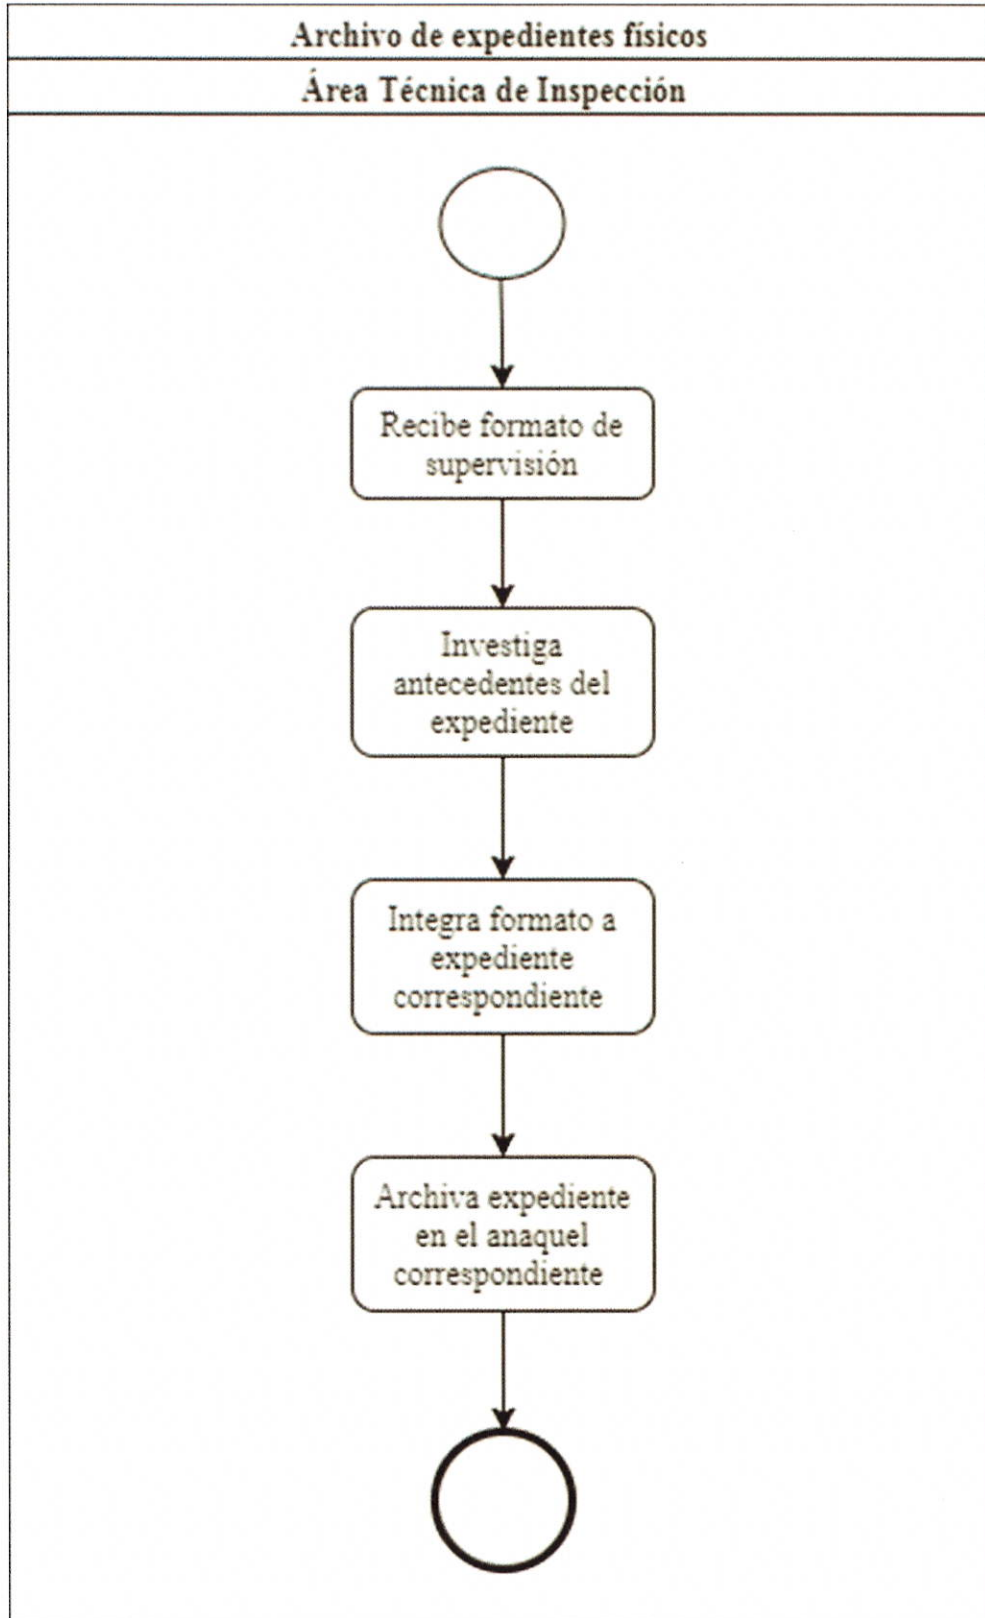 Archivo de expedientes físicos
Área Técnica de Inspección
Recibe formato de
supervisión
Investiga
antecedentes del
expediente
Integra formato a
expediente
correspondiente
Archiva expediente
en el anaquel
correspondiente